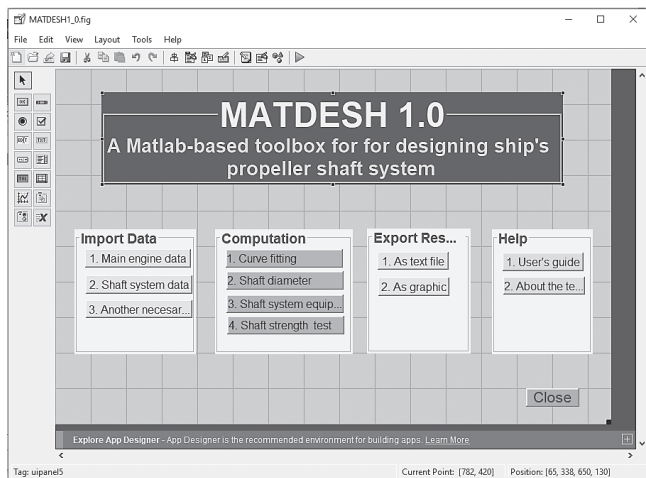 MATDESH1_0.fig
File Edit View Layout Tools Help
MATDESH 1.0
A Matlab-based toolbox for for designing ship's
propeller shaft system
Import Data
1. Main engine data
2. Shaft system data
3. Another necesar...
Computation
1. Curve fitting
2. Shaft diameter
3. Shaft system equip...
4. Shaft strength test
Export Res...
1. As text file
2. As graphic
Help
1. User's guide
2. About the te...
Close
Explore App Designer - App Designer is the recommended environment for building apps. Learn More
Tag: uipanel5 Current Point: [782, 420] Position: [65, 338, 650, 130]